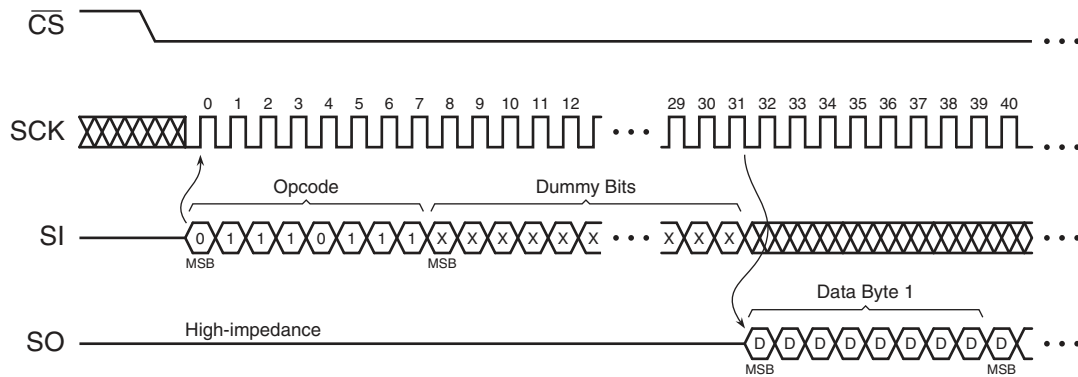 CS
0 1 2 3 4 5 6 7 8 9 10 11 12 29 30 31 32 33 34 35 36 37 38 39 40
SCK
Opcode Dummy Bits
SI 0 1 1 1 0 1 1 1 X X X X X X X X X
MSB MSB
Data Byte 1
High-impedance
SO D D D D D D D D D
MSB MSB